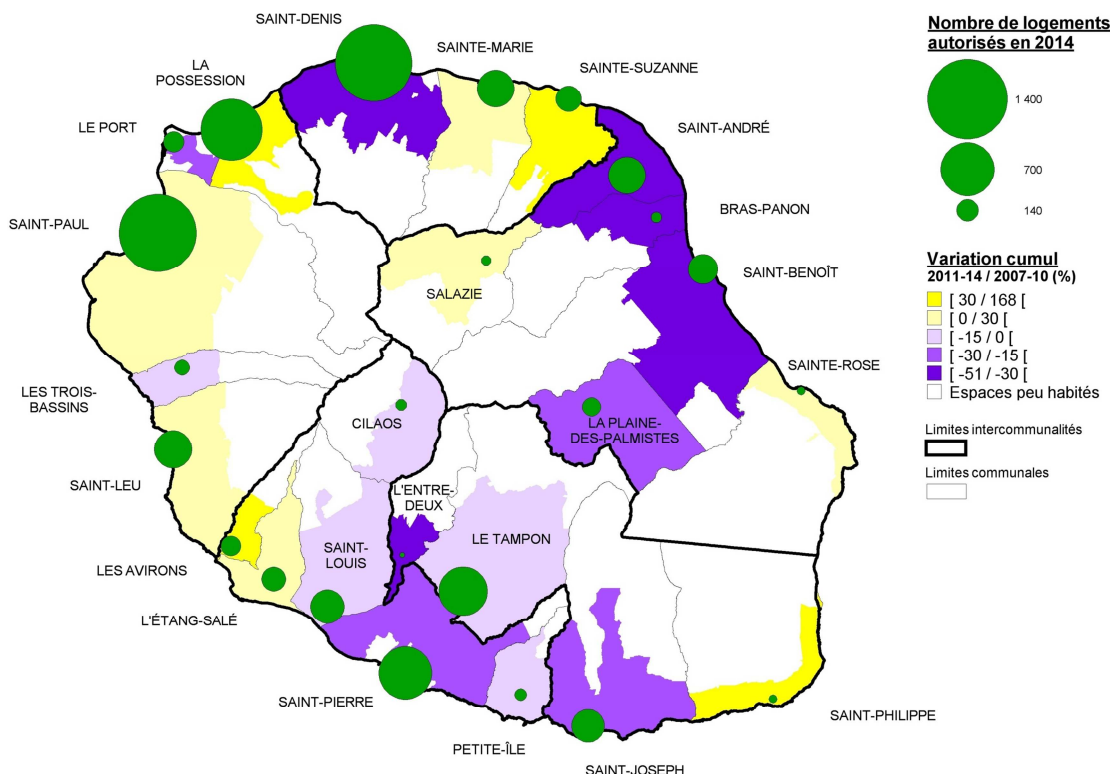 SAINT-DENIS
SAINTE-MARIE
LA
POSSESSION
SAINTE-SUZANNE
LE PORT
SAINT-ANDRÉ
SAINT-PAUL
BRAS-PANON
SAINT-BENOÎT
SALAZIE
SAINTE-ROSE
LES TROIS-
BASSINS
CILAOS
LA PLAINE-
DES-PALMISTES
SAINT-LEU
L'ENTRE-
DEUX
LE TAMPON
SAINT-
LOUIS
LES AVIRONS
L'ÉTANG-SALÉ
SAINT-PIERRE
SAINT-PHILIPPE
PETITE-ÎLE
SAINT-JOSEPH
Nombre de logements
autorisés en 2014
1 400
700
140
Variation cumul
2011-14 / 2007-10 (%)
[ 30 / 168 [
[ 0 / 30 [
[ -15 / 0 [
[ -30 / -15 [
[ -51 / -30 [
Espaces peu habités
Limites intercommunalités
Limites communales